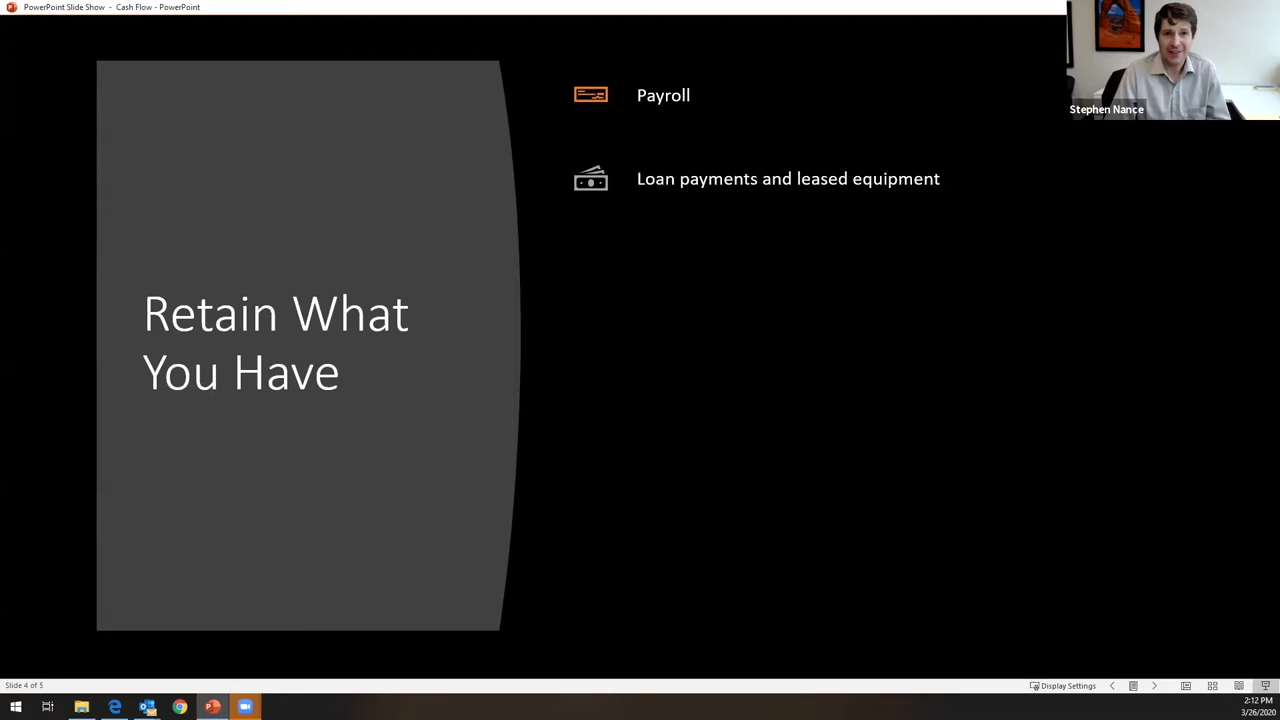 PowerPoint Slide Show - Cash Flow - PowerPoint
Stephen Nance
Payroll
Loan payments and leased equipment
Retain What
You Have
Slide 4 of 5
Display Settings
2:12 PM
3/26/2020